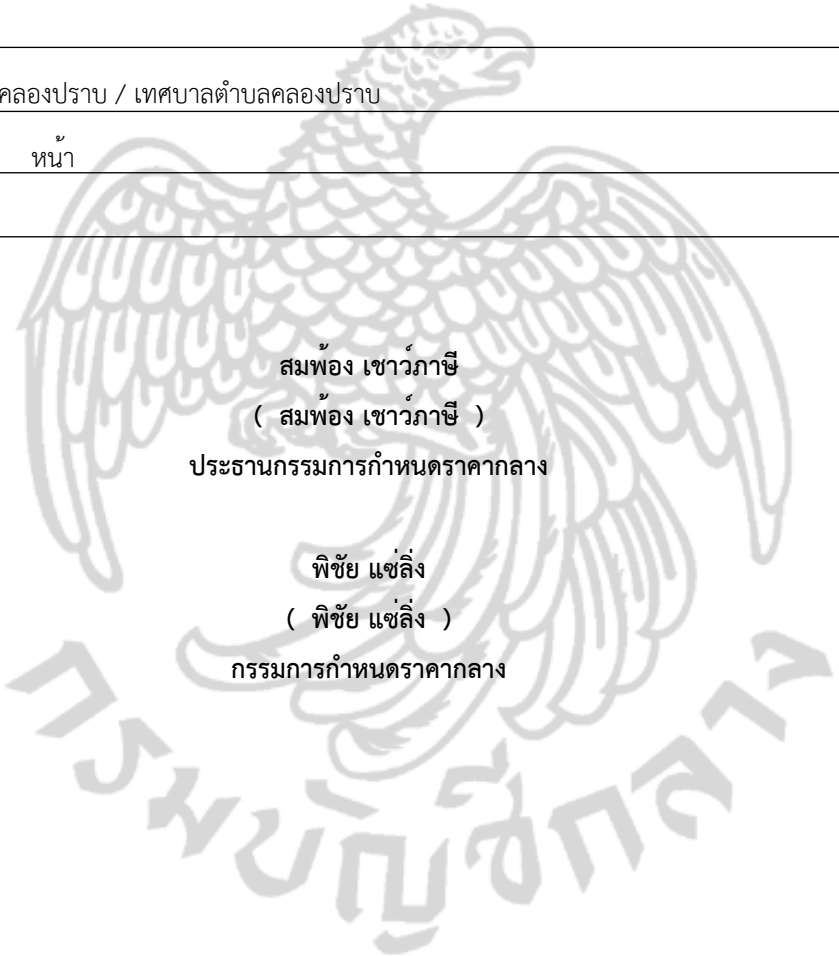 คลองปราบ / เทศบาลตำบลคลองปราบ
หน้า
สมพ้อง เชาว์ภาษี
( สมพ้อง เชาว์ภาษี )
ประธานกรรมการกำหนดราคากลาง
พิชัย แซ่ลิ่ง
( พิชัย แซ่ลิ่ง )
กรรมการกำหนดราคากลาง
กรมบัญชีกลาง